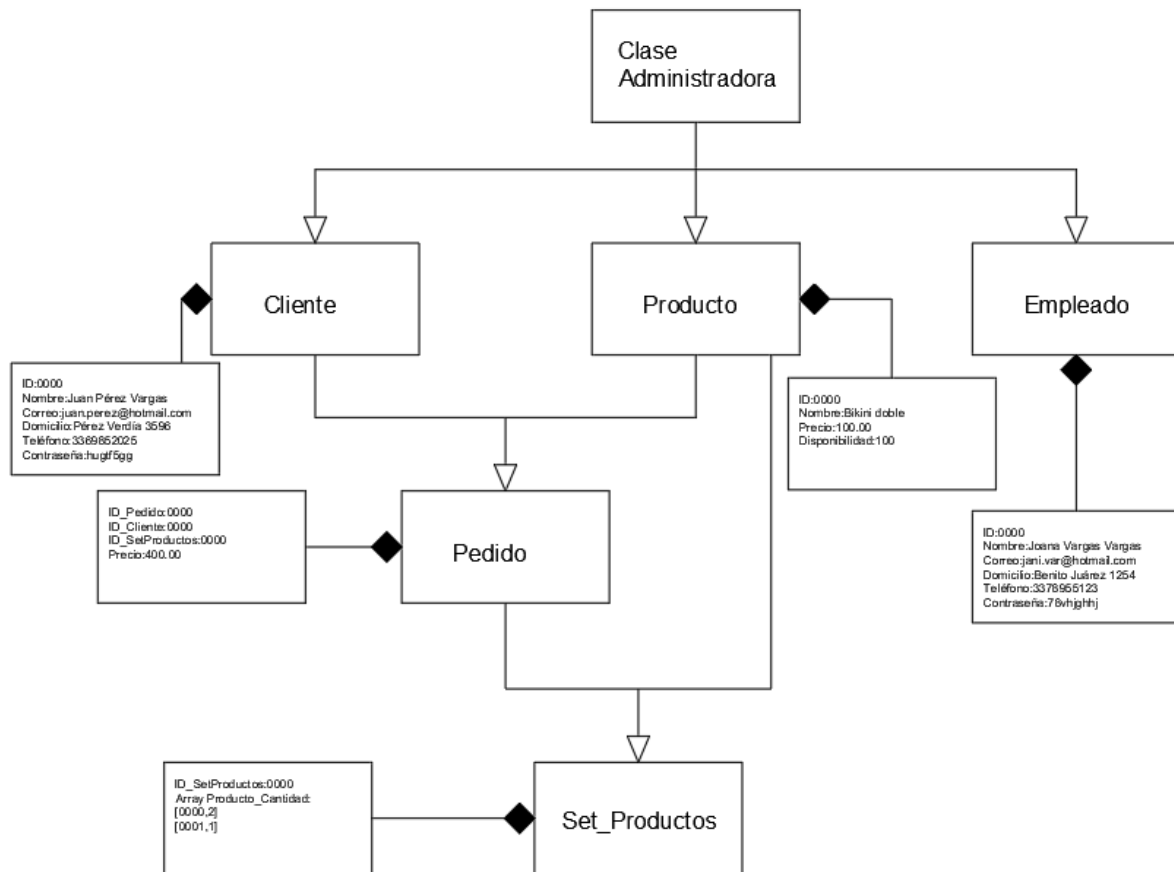 Clase
Administradora
Cliente
Producto
Empleado
ID:0000
Nombre:Juan Pérez Vargas
Correo:juan.perez@hotmail.com
Domicilio:Pérez Verdía 3596
Teléfono:3369852025
Contraseña:hugtf5gg
ID:0000
Nombre:Bikini doble
Precio:100.00
Disponibilidad:100
ID_Pedido:0000
ID_Cliente:0000
ID_SetProductos:0000
Precio:400.00
Pedido
ID:0000
Nombre:Joana Vargas Vargas
Correo:jani.var@hotmail.com
Domicilio:Benito Juárez 1254
Teléfono:3378955123
Contraseña:78vhjghhj
ID_SetProductos:0000
Array Producto_Cantidad:
[0000,2]
[0001,1]
Set_Productos